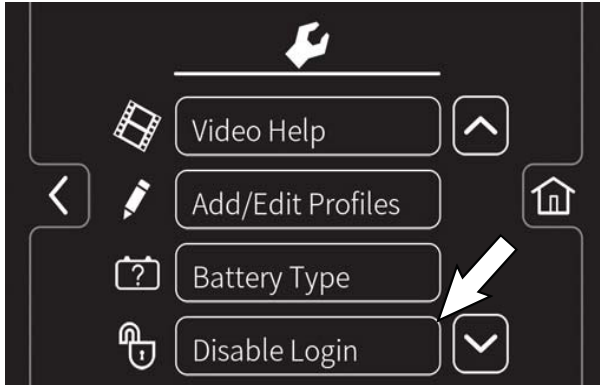 Video Help
Add/Edit Profiles
Battery Type
Disable Login